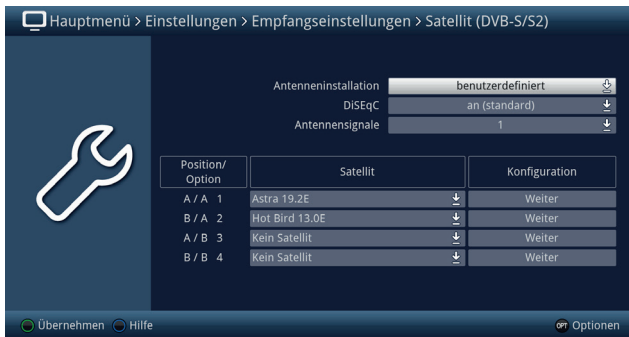 Hauptmenü > Einstellungen > Empfangseinstellungen > Satellit (DVB-S/S2)
Antenneninstallation benutzerdefiniert
DiSEqC an (standard)
Antennensignale 1
Position/
Option Satellit Konfiguration
A / A 1 Astra 19.2E Weiter
B / A 2 Hot Bird 13.0E Weiter
A / B 3 Kein Satellit Weiter
B / B 4 Kein Satellit Weiter
Übernehmen Hilfe OPT Optionen